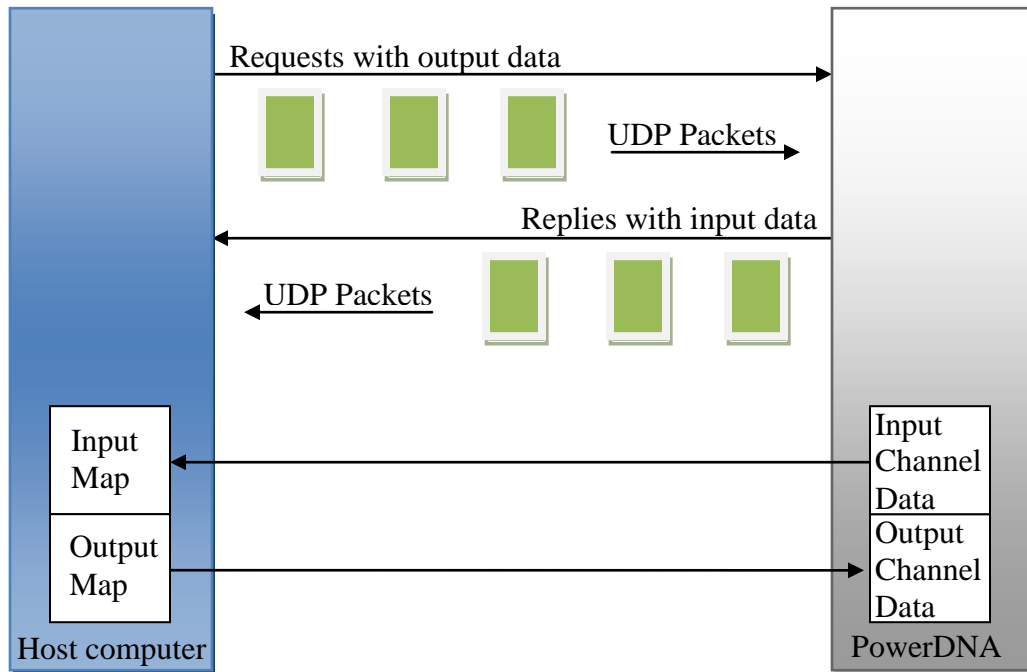 Requests with output data
UDP Packets
Replies with input data
UDP Packets
Input
Map
Output
Map
Input
Channel
Data
Output
Channel
Data
Host computer
PowerDNA